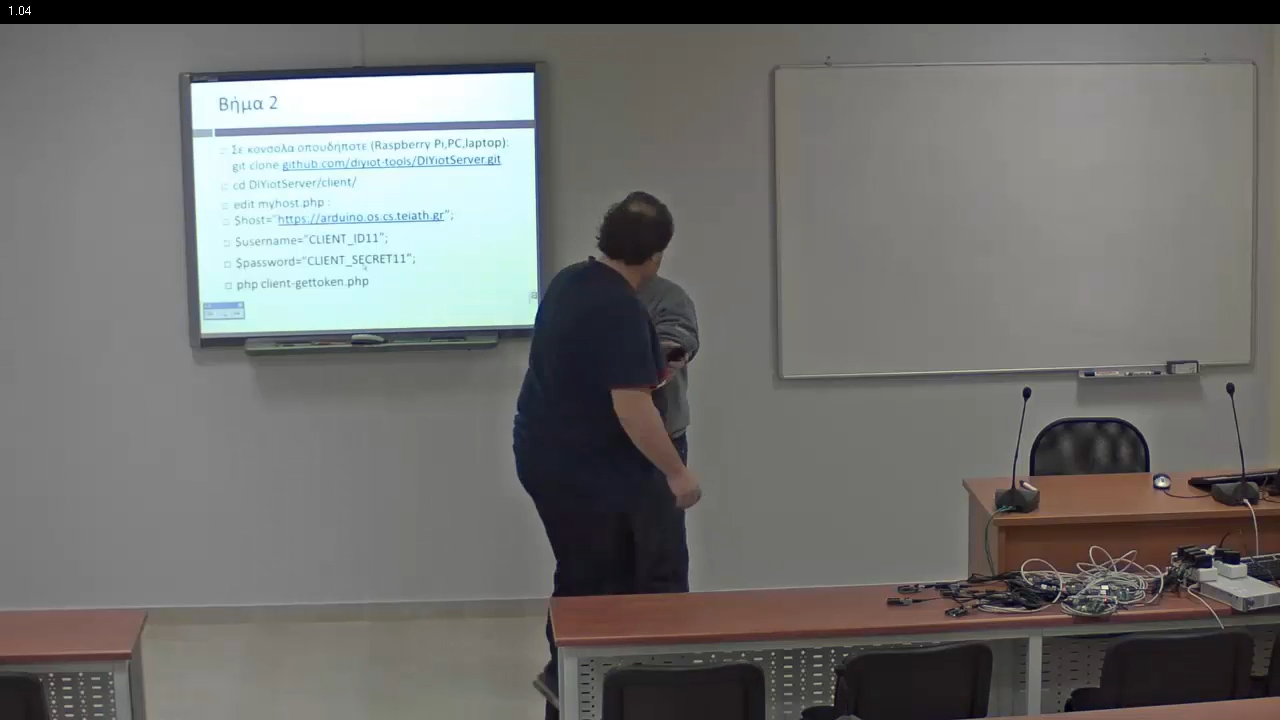 1.04
Βήμα 2
Σε κονσολα οπουδήποτε (Raspberry Pi,PC,laptop):
git clone github.com/diyiot-tools/DIYiotServer.git
cd DIYiotServer/client/
edit myhost.php :
$host="https://arduino.os.cs.teiath.gr";
$username="CLIENT_ID11";
$password="CLIENT_SECRET11";
php client-gettoken.php